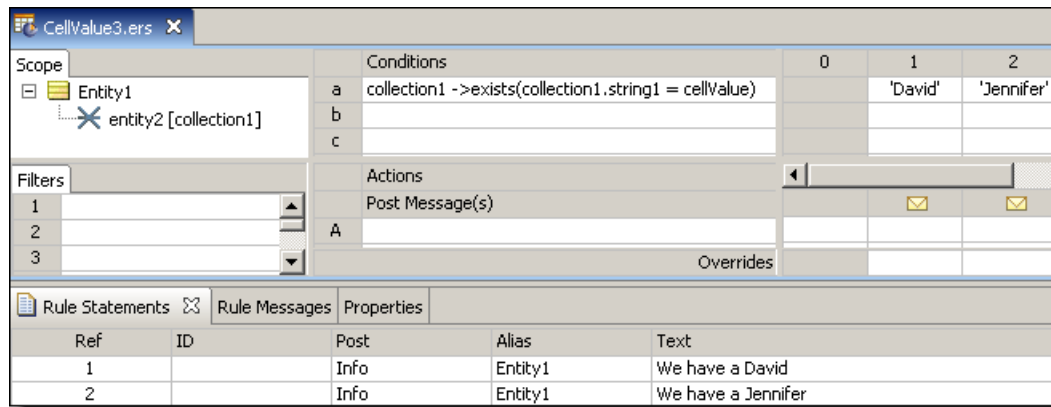 CellValue3.ers
Scope
Entity1
entity2 [collection1]
Conditions 0 1 2
a collection1 ->exists(collection1.string1 = cellValue) 'David' 'Jennifer'
b
c
Filters
1
2
3
Actions
Post Message(s)
A
Overrides
Rule Statements Rule Messages Properties
Ref ID Post Alias Text
1 Info Entity1 We have a David
2 Info Entity1 We have a Jennifer